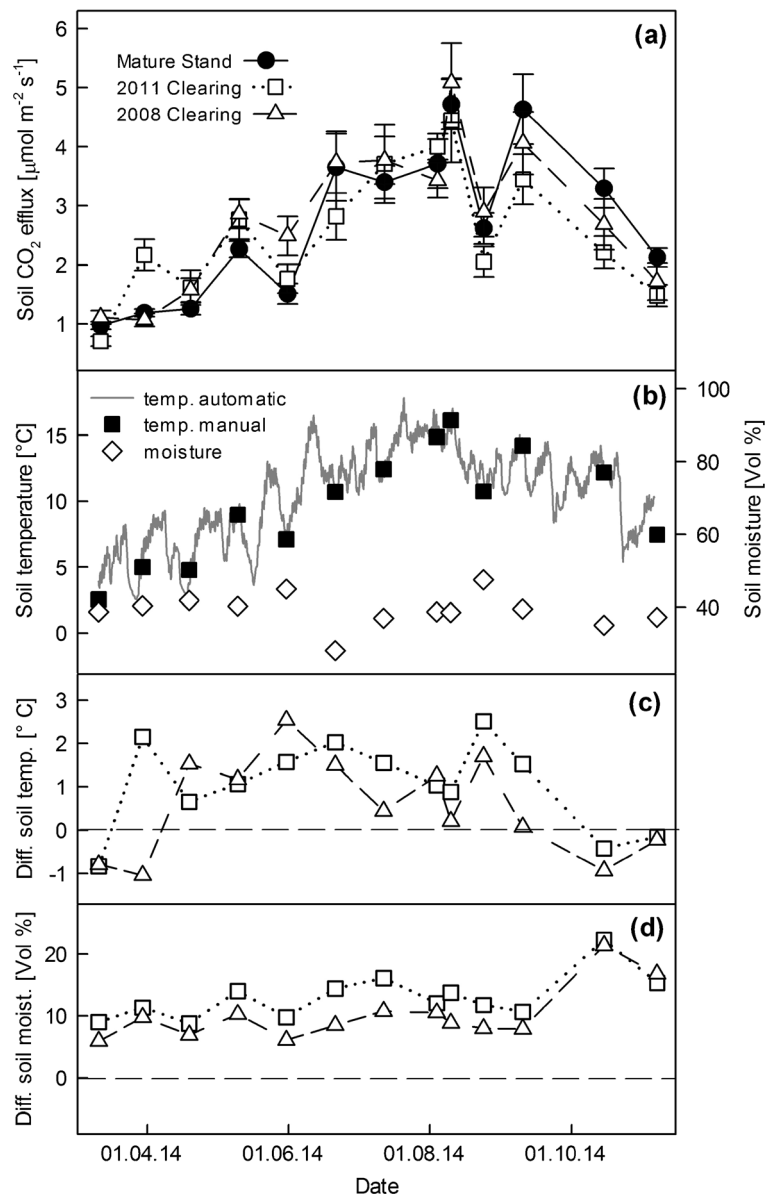 (a)
Mature Stand
2011 Clearing
2008 Clearing
Soil CO2 efflux [µmol m-2 s-1]
6
5
4
3
2
1
(b)
temp. automatic
temp. manual
moisture
Soil temperature [°C]
15
10
5
0
Soil moisture [Vol %]
100
80
60
40
(c)
Diff. soil temp. [° C]
3
2
1
0
-1
(d)
Diff. soil moist. [Vol %]
20
10
0
01.04.14 01.06.14 01.08.14 01.10.14
Date